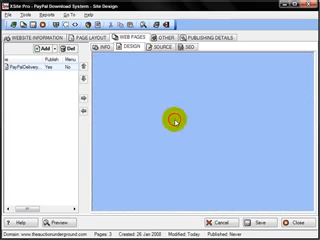 XSite Pro - PayPal Download System - Site Design
File Tools Reports Go To Help
WEBSITE INFORMATION PAGE LAYOUT WEB PAGES OTHER PUBLISHING DETAILS
Add Del
INFO DESIGN SOURCE SEO
Publish Menu
PayPalDelivery... Yes No
Help Preview Cancel Save Close
Domain: www.theauctionunderground.com Pages: 3 Created: 26 Jan 2008 Modified: Today Published: Never